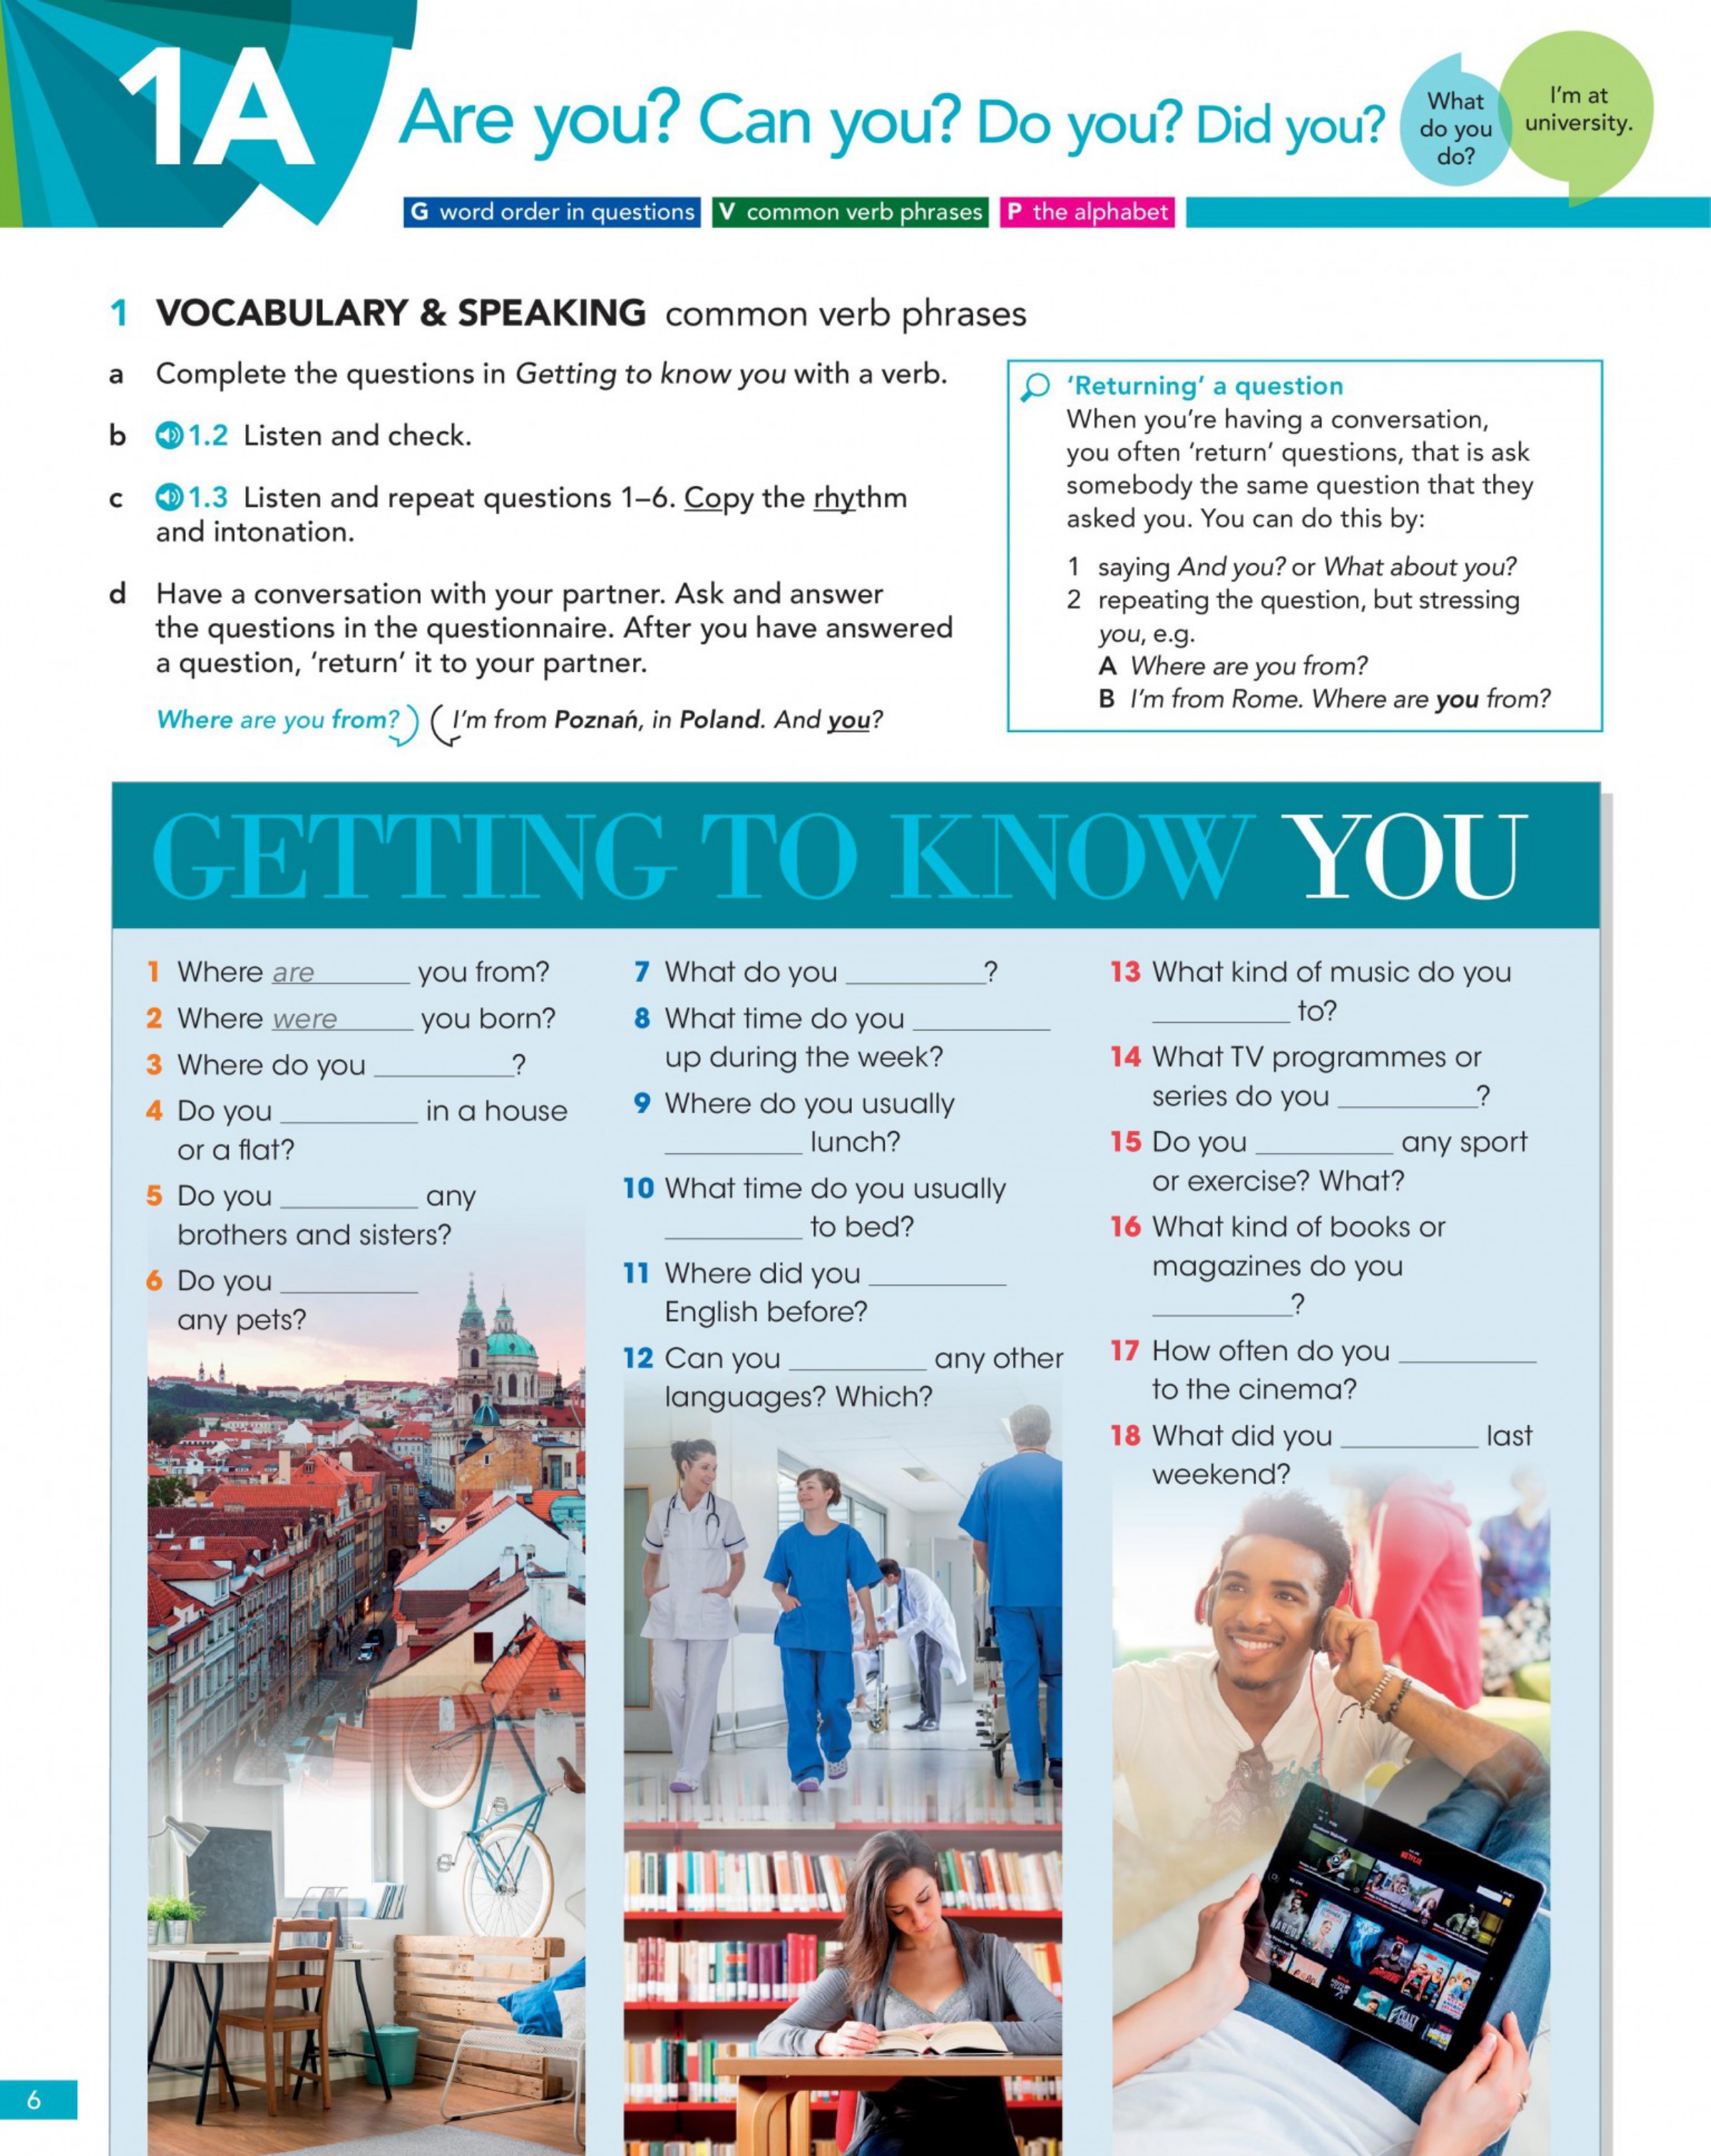 1A
Are you? Can you? Do you? Did you?
What
do you
do?
I'm at
university.
G word order in questions V common verb phrases P the alphabet
1 VOCABULARY & SPEAKING common verb phrases
a Complete the questions in Getting to know you with a verb.
b 1.2 Listen and check.
c 1.3 Listen and repeat questions 1–6. Copy the rhythm
and intonation.
d Have a conversation with your partner. Ask and answer
the questions in the questionnaire. After you have answered
a question, 'return' it to your partner.
Where are you from? I'm from Poznań, in Poland. And you?
'Returning' a question
When you're having a conversation,
you often 'return' questions, that is ask
somebody the same question that they
asked you. You can do this by:
1 saying And you? or What about you?
2 repeating the question, but stressing
you, e.g.
A Where are you from?
B I'm from Rome. Where are you from?
GETTING TO KNOW YOU
1 Where are you from?
2 Where were you born?
3 Where do you ________?
4 Do you ________ in a house
or a flat?
5 Do you ________ any
brothers and sisters?
6 Do you ________
any pets?
7 What do you ________?
8 What time do you ________
up during the week?
9 Where do you usually
________ lunch?
10 What time do you usually
________ to bed?
11 Where did you ________
English before?
12 Can you ________ any other
languages? Which?
13 What kind of music do you
________ to?
14 What TV programmes or
series do you ________?
15 Do you ________ any sport
or exercise? What?
16 What kind of books or
magazines do you
________?
17 How often do you ________
to the cinema?
18 What did you ________ last
weekend?
NETFLIX
6